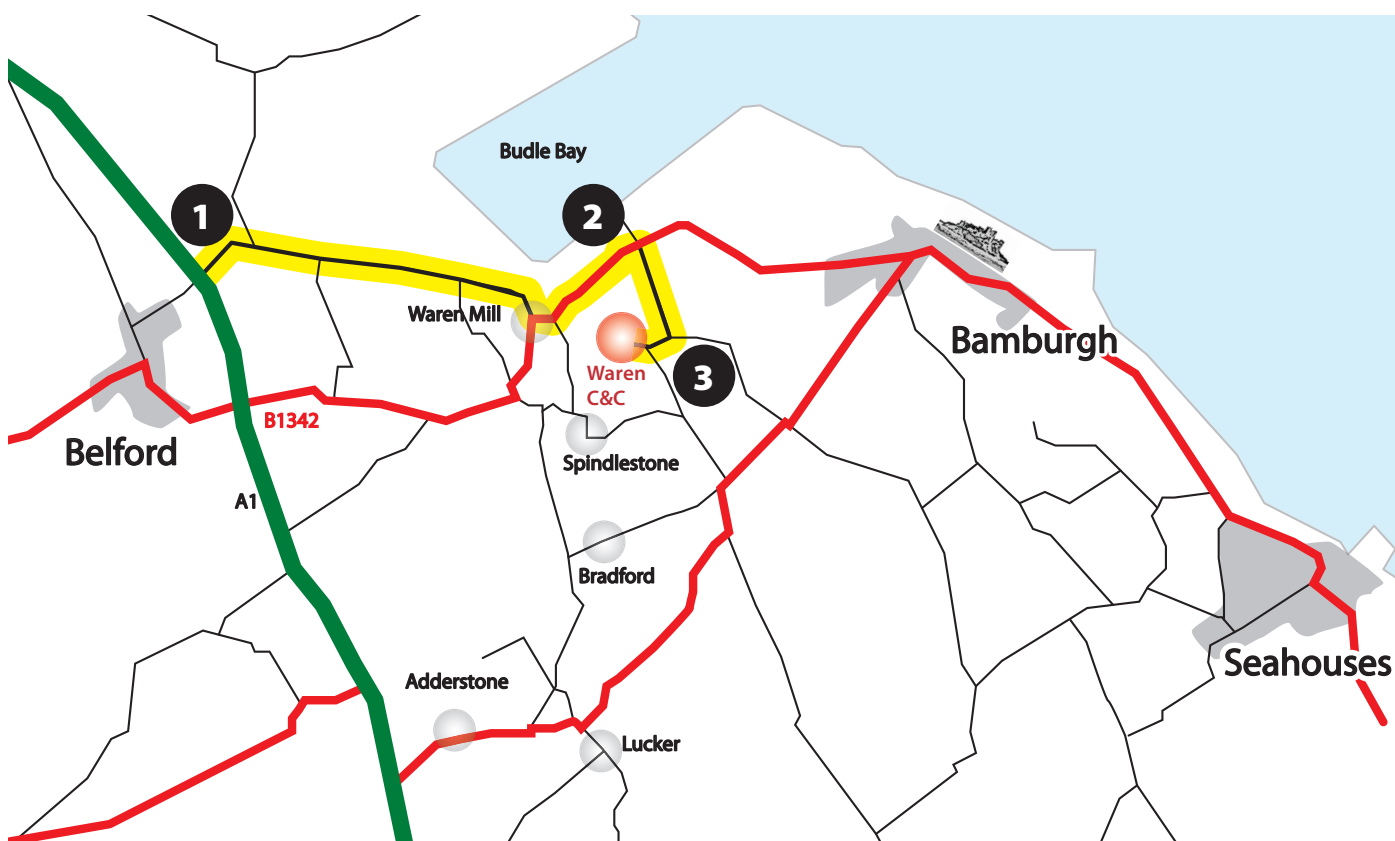 Budle Bay
1
2
Waren Mill
Bamburgh
Waren
C&C
3
B1342
Belford
Spindlestone
A1
Bradford
Seahouses
Adderstone
Lucker